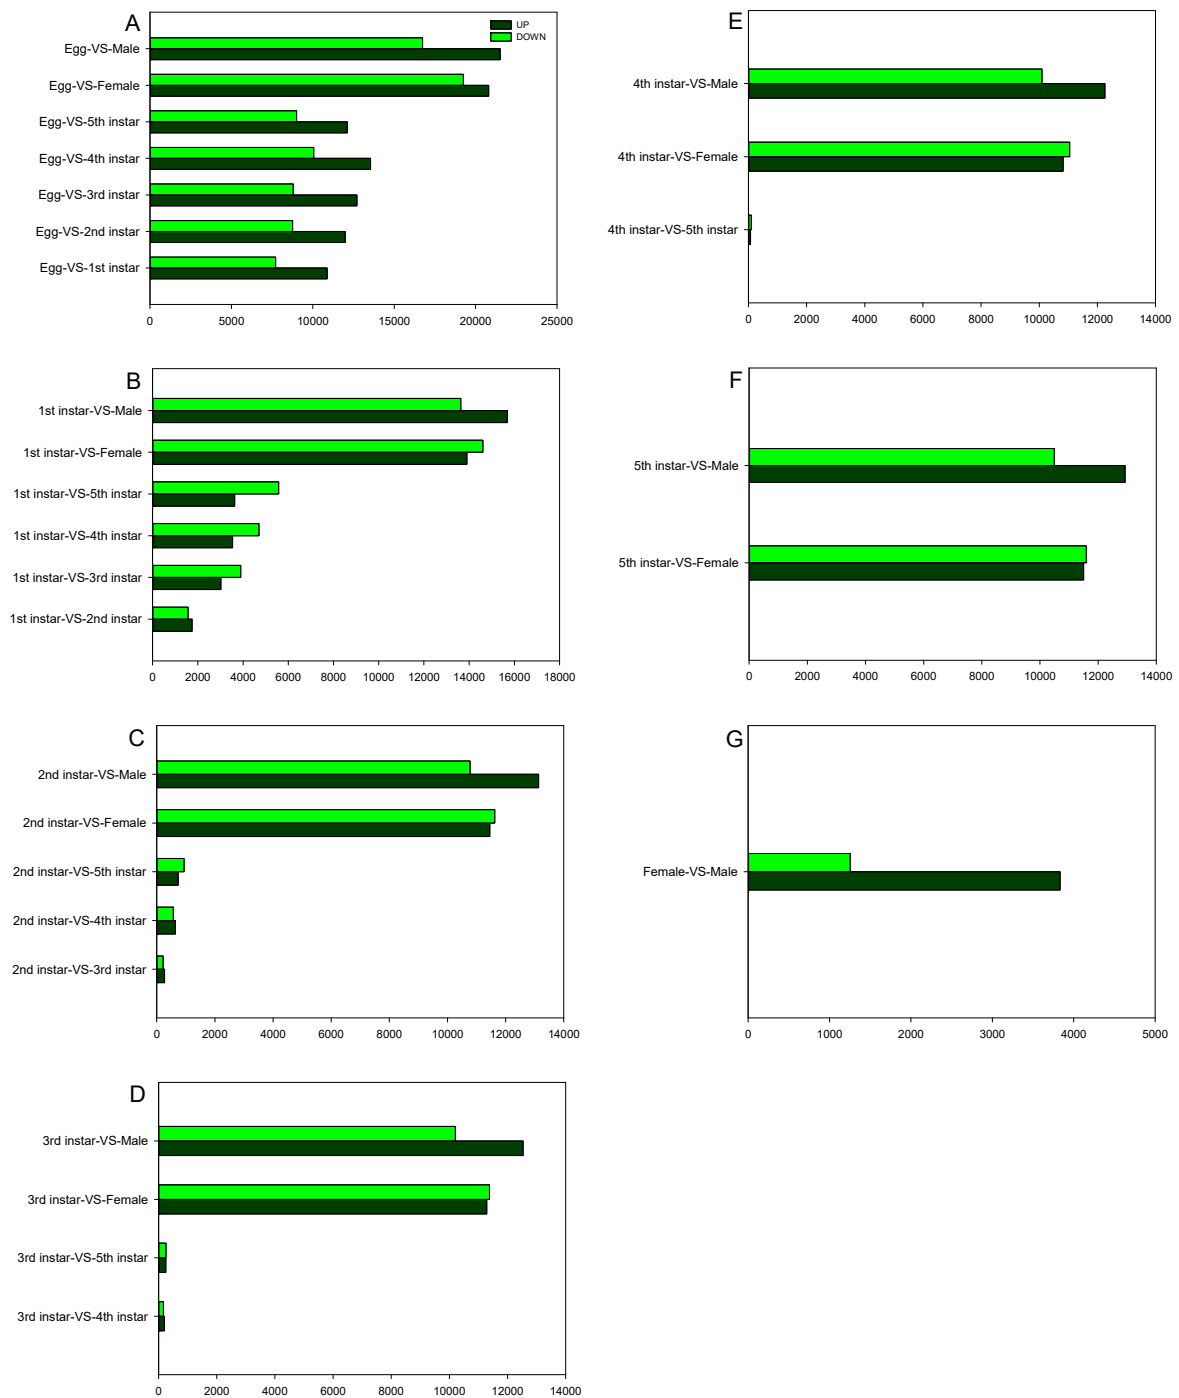 A
UP
DOWN
Egg-VS-Male
Egg-VS-Female
Egg-VS-5th instar
Egg-VS-4th instar
Egg-VS-3rd instar
Egg-VS-2nd instar
Egg-VS-1st instar
0 5000 10000 15000 20000 25000
B
1st instar-VS-Male
1st instar-VS-Female
1st instar-VS-5th instar
1st instar-VS-4th instar
1st instar-VS-3rd instar
1st instar-VS-2nd instar
0 2000 4000 6000 8000 10000 12000 14000 16000 18000
C
2nd instar-VS-Male
2nd instar-VS-Female
2nd instar-VS-5th instar
2nd instar-VS-4th instar
2nd instar-VS-3rd instar
0 2000 4000 6000 8000 10000 12000 14000
D
3rd instar-VS-Male
3rd instar-VS-Female
3rd instar-VS-5th instar
3rd instar-VS-4th instar
0 2000 4000 6000 8000 10000 12000 14000
E
4th instar-VS-Male
4th instar-VS-Female
4th instar-VS-5th instar
0 2000 4000 6000 8000 10000 12000 14000
F
5th instar-VS-Male
5th instar-VS-Female
0 2000 4000 6000 8000 10000 12000 14000
G
Female-VS-Male
0 1000 2000 3000 4000 5000